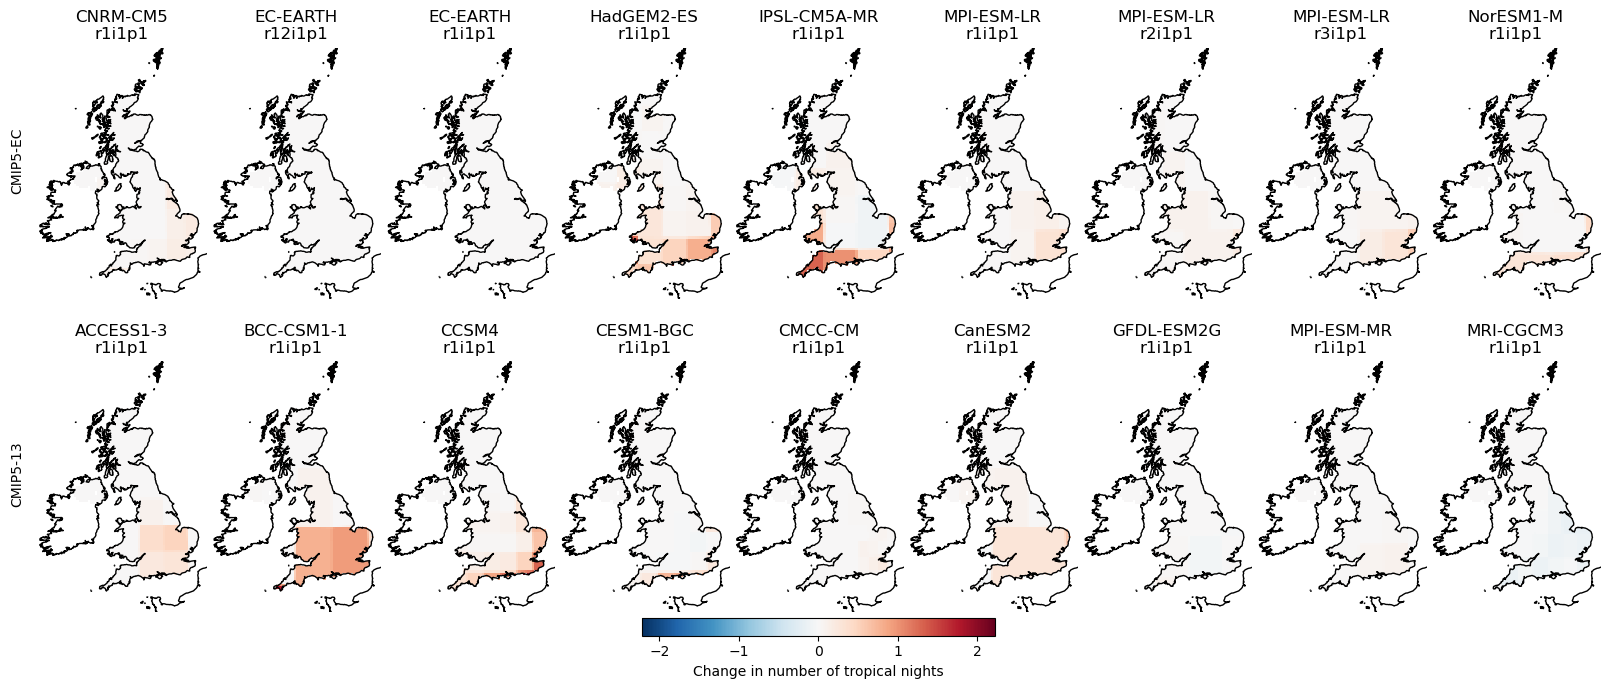 CNRM-CM5 EC-EARTH EC-EARTH HadGEM2-ES IPSL-CM5A-MR MPI-ESM-LR MPI-ESM-LR MPI-ESM-LR NorESM1-M
r1i1p1 r12i1p1 r1i1p1 r1i1p1 r1i1p1 r1i1p1 r2i1p1 r3i1p1 r1i1p1
CMIP5-EC
ACCESS1-3 BCC-CSM1-1 CCSM4 CESM1-BGC CMCC-CM CanESM2 GFDL-ESM2G MPI-ESM-MR MRI-CGCM3
r1i1p1 r1i1p1 r1i1p1 r1i1p1 r1i1p1 r1i1p1 r1i1p1 r1i1p1 r1i1p1
CMIP5-13
−2 −1 0 1 2
Change in number of tropical nights